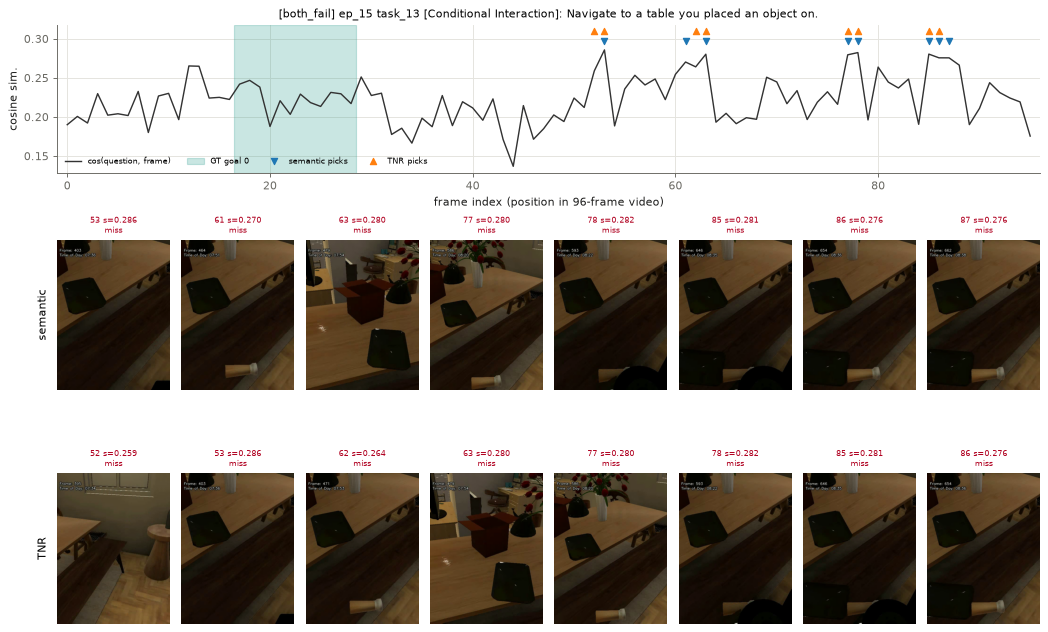 [both_fail] ep_15 task_13 [Conditional Interaction]: Navigate to a table you placed an object on.
cosine sim.
0.30
0.25
0.20
0.15
cos(question, frame)
GT goal 0
semantic picks
TNR picks
0
20
40
60
80
frame index (position in 96-frame video)
53 s=0.286
miss
61 s=0.270
miss
63 s=0.280
miss
77 s=0.280
miss
78 s=0.282
miss
85 s=0.281
miss
86 s=0.276
miss
87 s=0.276
miss
semantic
52 s=0.259
miss
53 s=0.286
miss
62 s=0.264
miss
63 s=0.280
miss
77 s=0.280
miss
78 s=0.282
miss
85 s=0.281
miss
86 s=0.276
miss
TNR